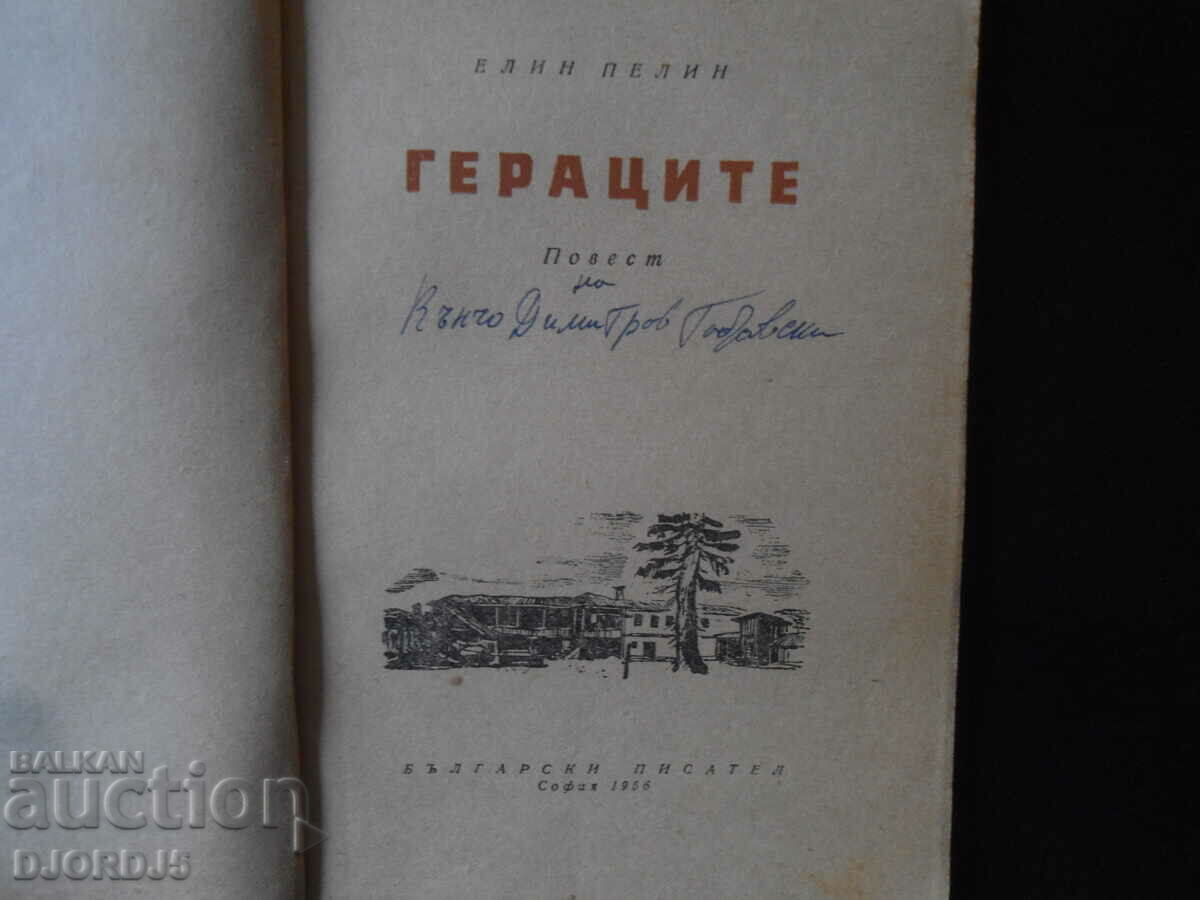 ЕЛИН ПЕЛИН
ГЕРАЦИТЕ
Повест
на
Кънчо Димитров
БЪЛГАРСКИ ПИСАТЕЛ
София 1956
BALKAN
auction
DJORDJ5